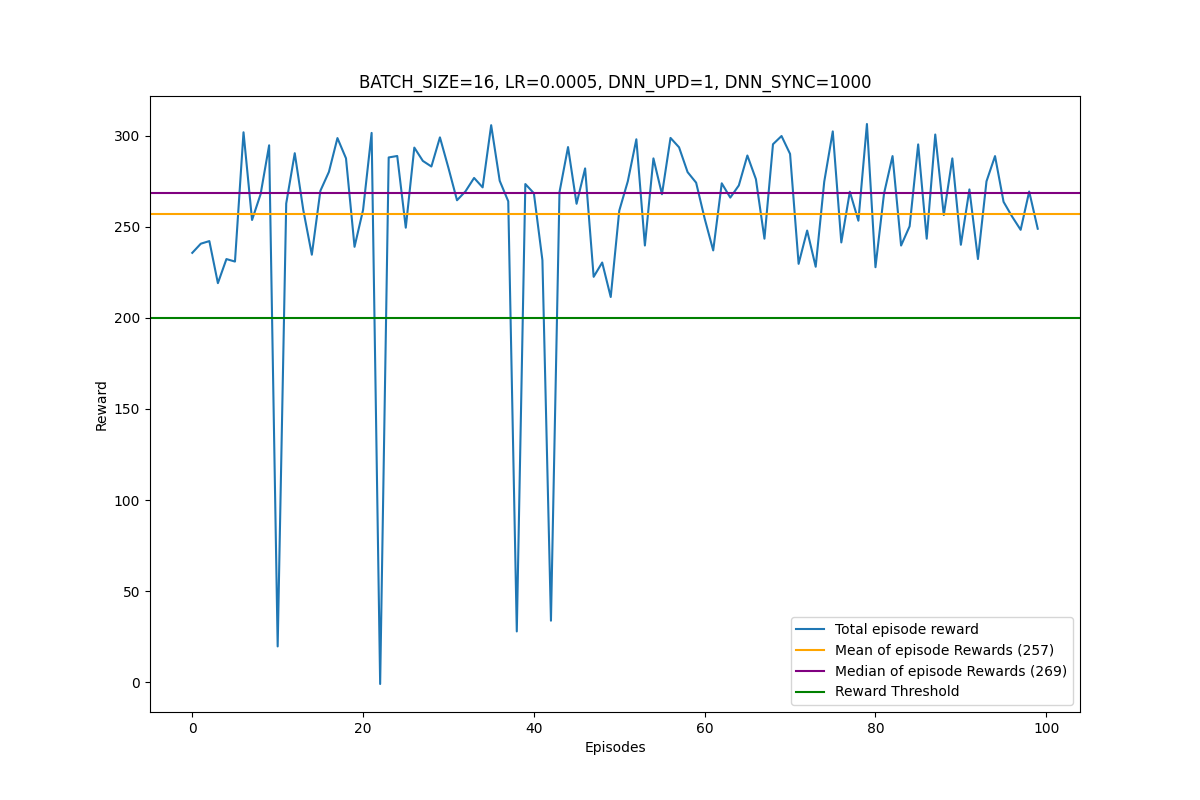 BATCH_SIZE=16, LR=0.0005, DNN_UPD=1, DNN_SYNC=1000
300
250
200
150
100
50
0
Reward
Total episode reward
Mean of episode Rewards (257)
Median of episode Rewards (269)
Reward Threshold
0 20 40 60 80 100
Episodes